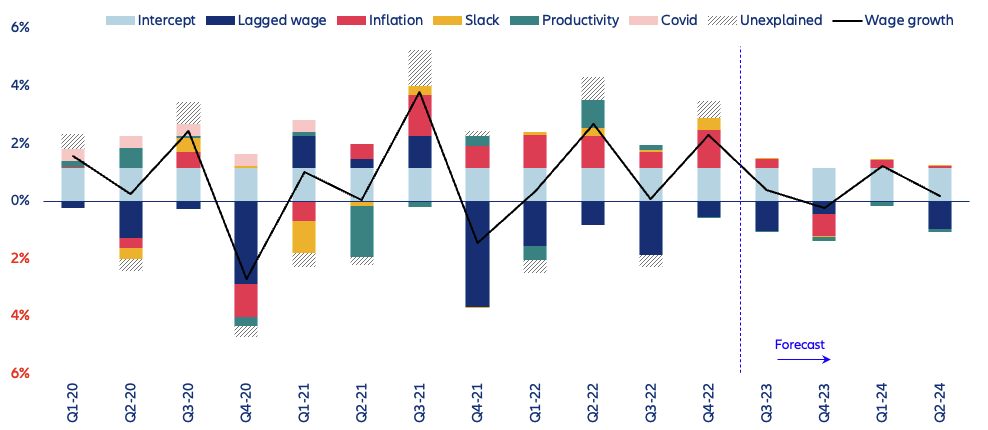 6%
Intercept Lagged wage Inflation Slack Productivity Covid Unexplained Wage growth
4%
2%
0%
2%
4%
6%
Forecast
Q1-20 Q2-20 Q3-20 Q4-20 Q1-21 Q2-21 Q3-21 Q4-21 Q1-22 Q2-22 Q3-22 Q4-22 Q3-23 Q4-23 Q1-24 Q2-24